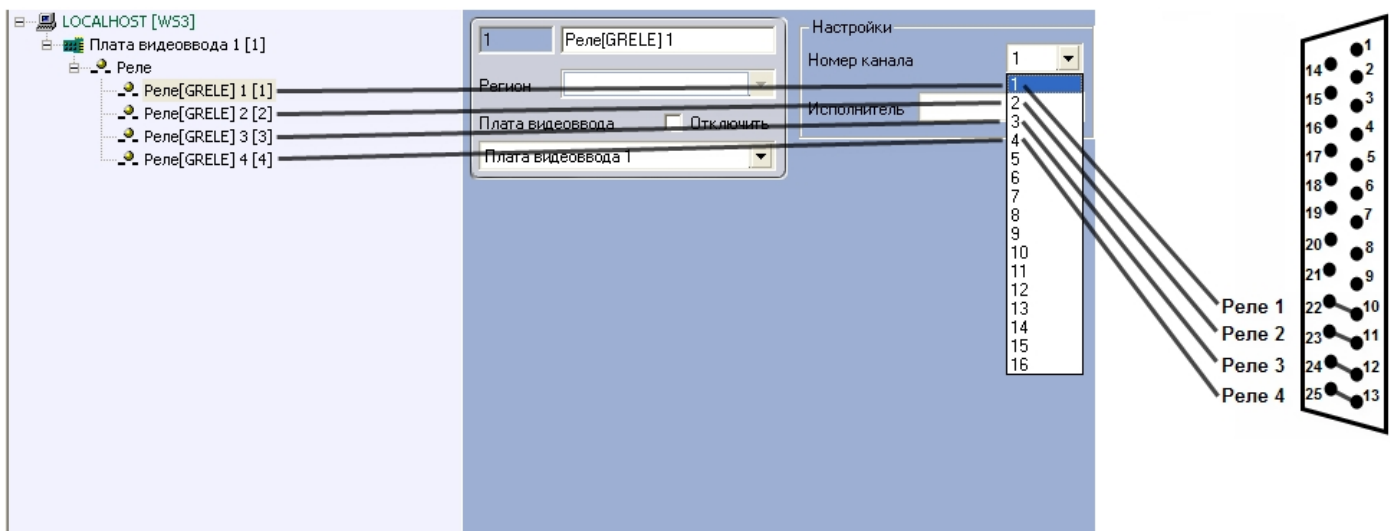 LOCALHOST [WS3]
Плата видеоввода 1 [1]
Реле
Реле[GRELE] 1 [1]
Реле[GRELE] 2 [2]
Реле[GRELE] 3 [3]
Реле[GRELE] 4 [4]
1 Реле[GRELE] 1
Регион
Плата видеоввода Отключить
Плата видеоввода 1
Настройки
Номер канала 1
Исполнитель
1
2
3
4
5
6
7
8
9
10
11
12
13
14
15
16
Реле 1
Реле 2
Реле 3
Реле 4
1
14 2
15 3
16 4
17 5
18 6
19 7
20 8
21 9
22 10
23 11
24 12
25 13